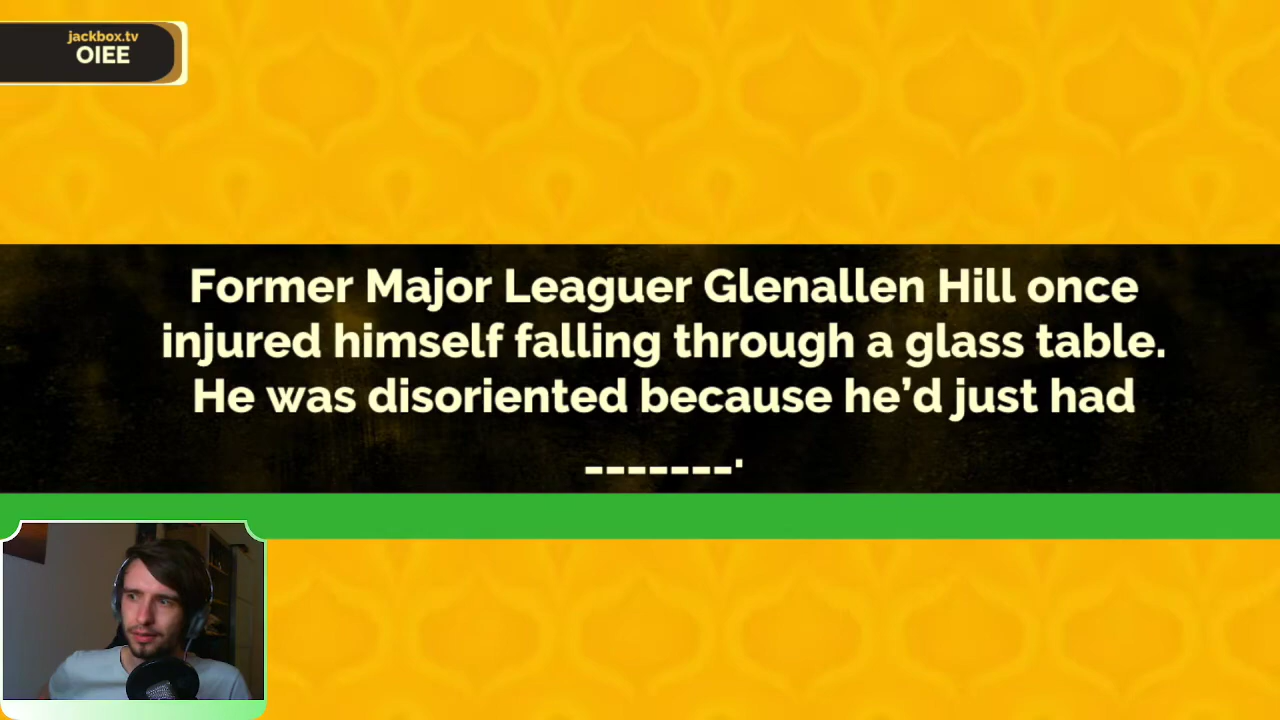 jackbox.tv
OIEE
Former Major Leaguer Glenallen Hill once
injured himself falling through a glass table.
He was disoriented because he’d just had
_______.